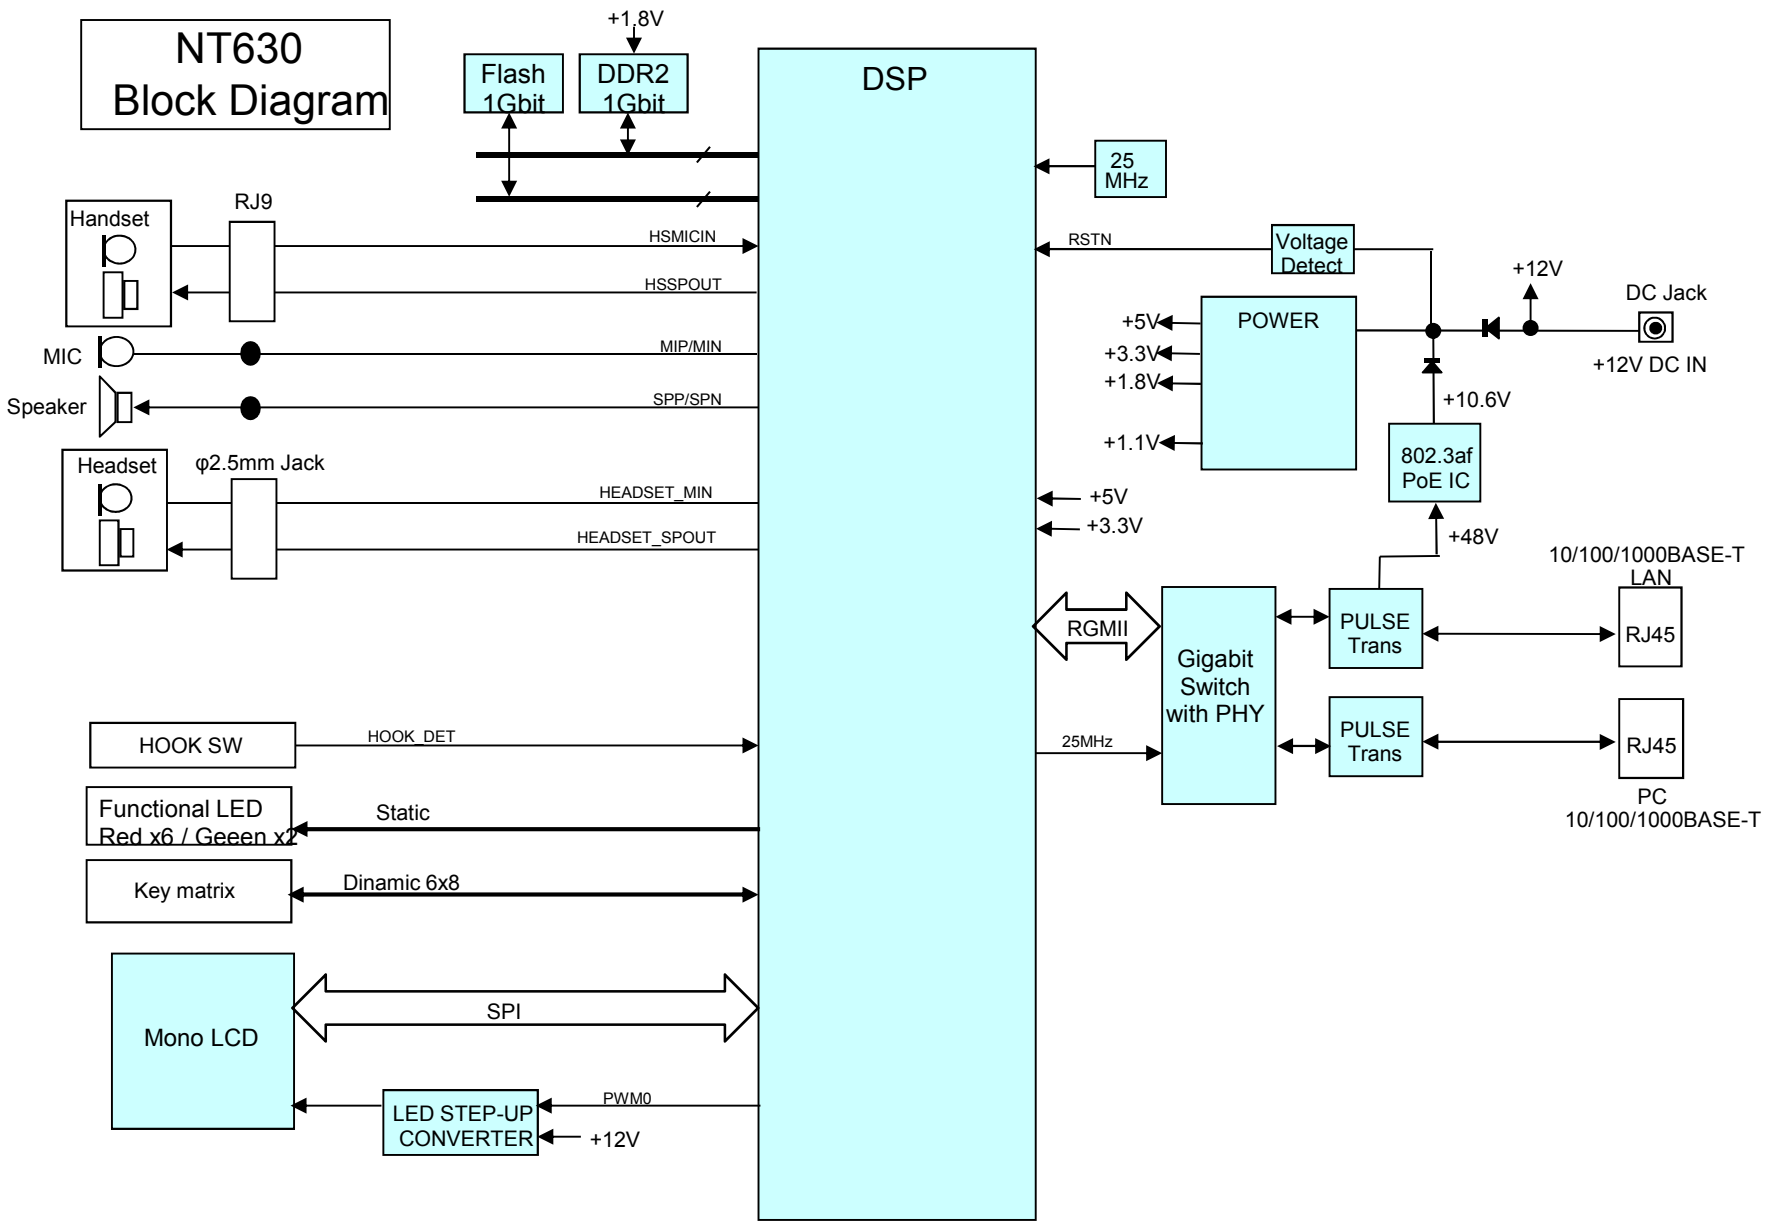 NT630
Block Diagram
+1.8V
Flash
1Gbit
DDR2
1Gbit
DSP
25
MHz
Handset
RJ9
HSMICIN
HSSPOUT
MIC
MIP/MIN
Speaker
SPP/SPN
Headset
φ2.5mm Jack
HEADSET_MIN
HEADSET_SPOUT
RSTN
Voltage
Detect
+12V
DC Jack
+12V DC IN
POWER
+5V
+3.3V
+1.8V
+1.1V
+10.6V
802.3af
PoE IC
+48V
+5V
+3.3V
10/100/1000BASE-T
LAN
RGMII
Gigabit
Switch
with PHY
PULSE
Trans
RJ45
25MHz
PULSE
Trans
RJ45
PC
10/100/1000BASE-T
HOOK SW
HOOK_DET
Functional LED
Red x6 / Geeen x2
Static
Key matrix
Dinamic 6x8
Mono LCD
SPI
LED STEP-UP
CONVERTER
PWM0
+12V